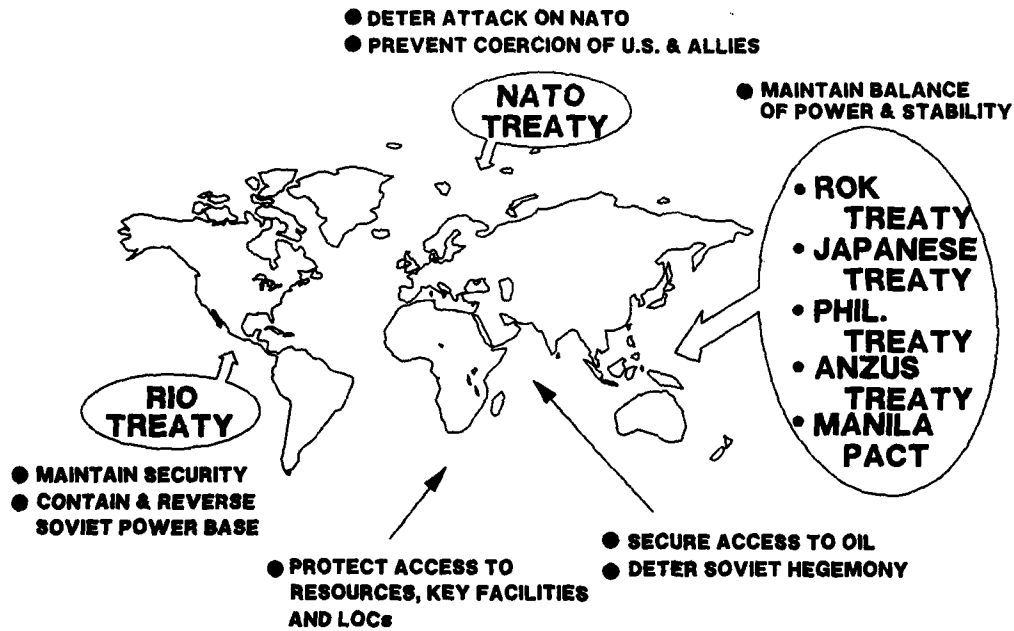 ● DETER ATTACK ON NATO
● PREVENT COERCION OF U.S. & ALLIES
NATO
TREATY
● MAINTAIN BALANCE
OF POWER & STABILITY
• ROK
TREATY
• JAPANESE
TREATY
• PHIL.
TREATY
• ANZUS
TREATY
• MANILA
PACT
RIO
TREATY
● MAINTAIN SECURITY
● CONTAIN & REVERSE
SOVIET POWER BASE
● PROTECT ACCESS TO
RESOURCES, KEY FACILITIES
AND LOCs
● SECURE ACCESS TO OIL
● DETER SOVIET HEGEMONY